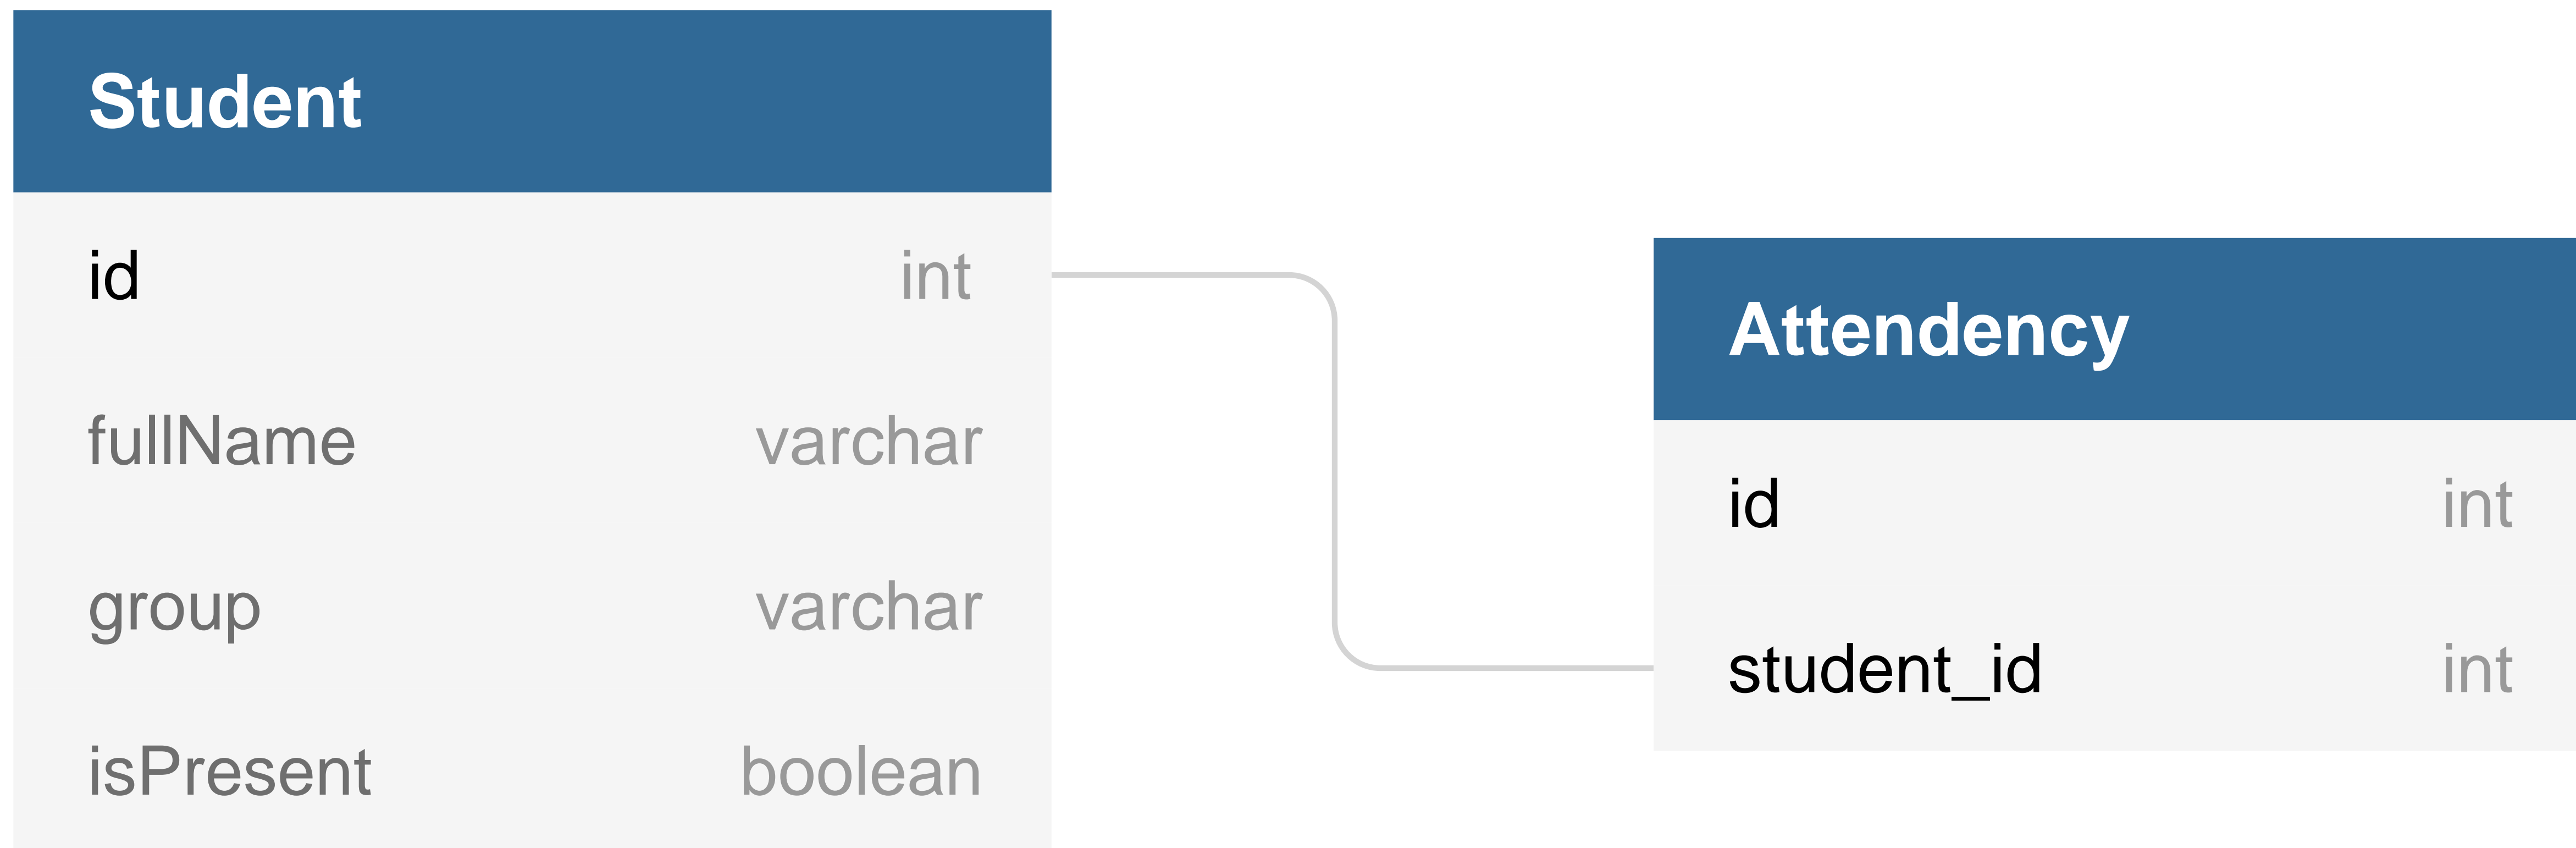 Student
id int
fullName varchar
group varchar
isPresent boolean
Attendency
id int
student_id int